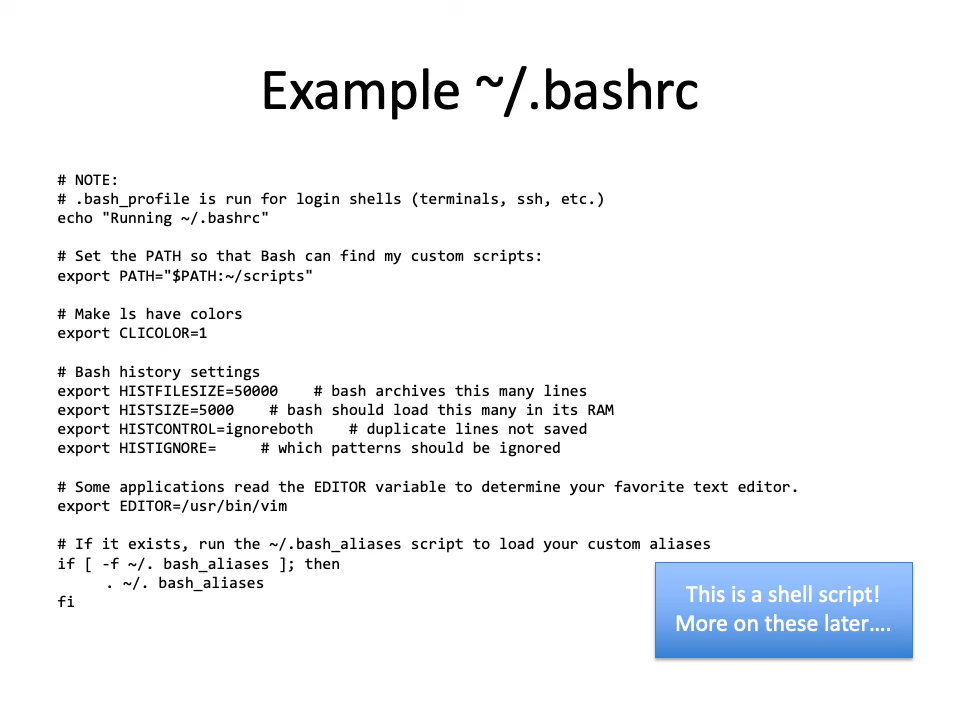 Example ~/.bashrc
# NOTE:
# .bash_profile is run for login shells (terminals, ssh, etc.)
echo "Running ~/.bashrc"
# Set the PATH so that Bash can find my custom scripts:
export PATH="$PATH:~/scripts"
# Make ls have colors
export CLICOLOR=1
# Bash history settings
export HISTFILESIZE=50000    # bash archives this many lines
export HISTSIZE=5000    # bash should load this many in its RAM
export HISTCONTROL=ignoreboth    # duplicate lines not saved
export HISTIGNORE=     # which patterns should be ignored
# Some applications read the EDITOR variable to determine your favorite text editor.
export EDITOR=/usr/bin/vim
# If it exists, run the ~/.bash_aliases script to load your custom aliases
if [ -f ~/. bash_aliases ]; then
. ~/. bash_aliases
fi
This is a shell script!
More on these later….